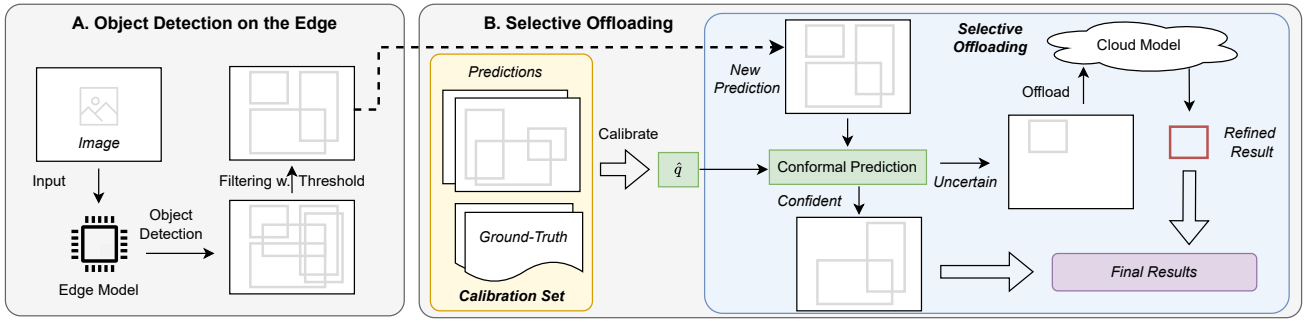 A. Object Detection on the Edge
Image
Input
Edge Model
Object
Detection
Filtering w. Threshold
B. Selective Offloading
Predictions
Ground-Truth
Calibration Set
Calibrate
q̂
New
Prediction
Conformal Prediction
Confident
Uncertain
Selective
Offloading
Cloud Model
Offload
Refined
Result
Final Results